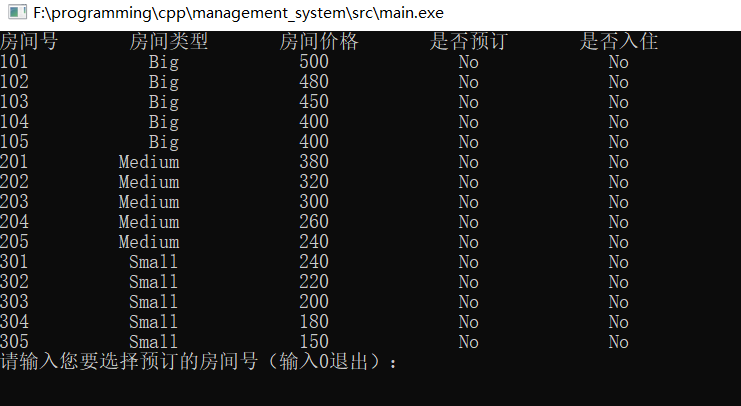 F:\programming\cpp\management_system\src\main.exe
房间号 房间类型 房间价格 是否预订 是否入住
101 Big 500 No No
102 Big 480 No No
103 Big 450 No No
104 Big 400 No No
105 Big 400 No No
201 Medium 380 No No
202 Medium 320 No No
203 Medium 300 No No
204 Medium 260 No No
205 Medium 240 No No
301 Small 240 No No
302 Small 220 No No
303 Small 200 No No
304 Small 180 No No
305 Small 150 No No
请输入您要选择预订的房间号（输入0退出）：